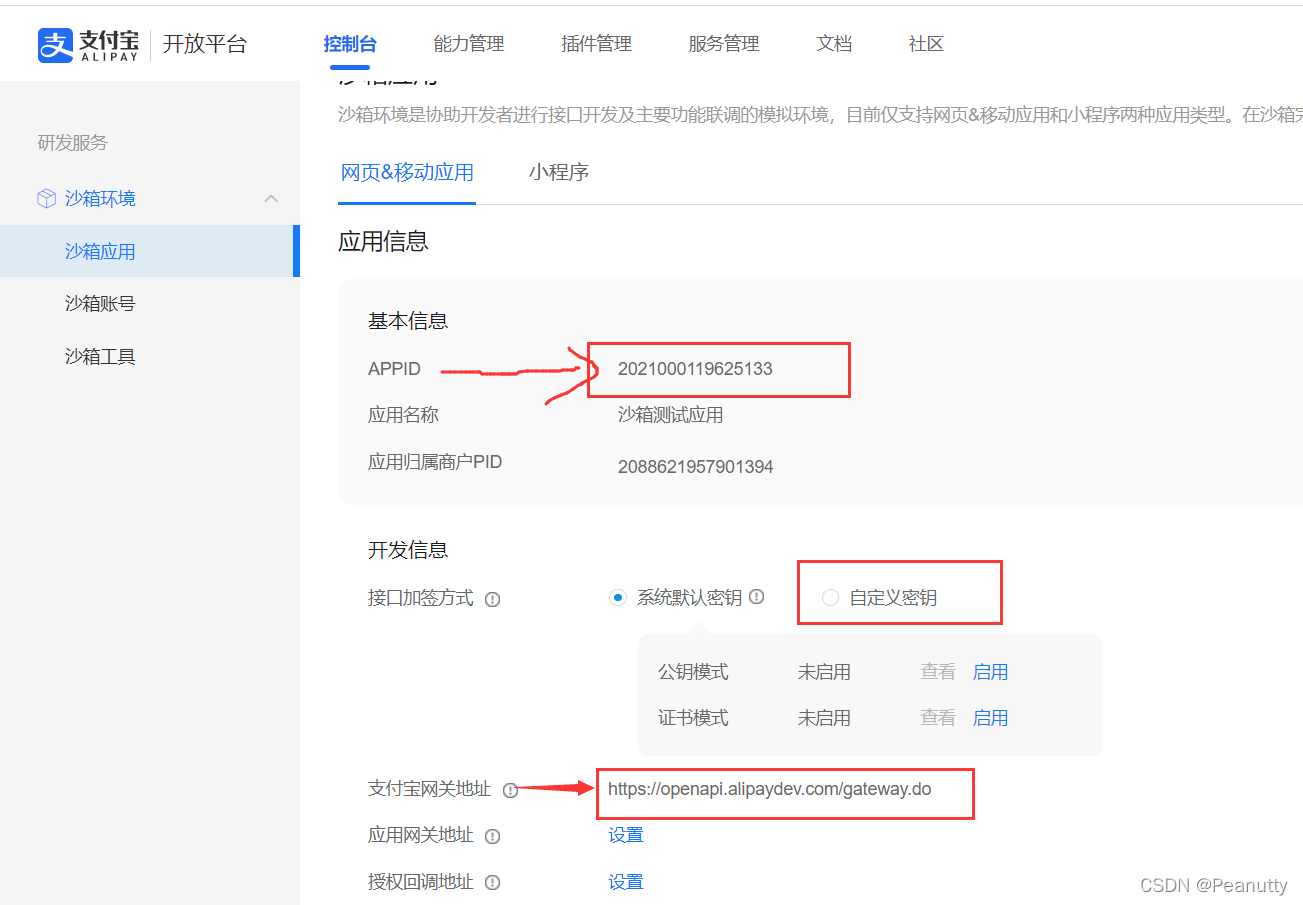 支付宝 ALIPAY 开放平台 控制台 能力管理 插件管理 服务管理 文档 社区
沙箱应用
沙箱环境是协助开发者进行接口开发及主要功能联调的模拟环境，目前仅支持网页&移动应用和小程序两种应用类型。在沙箱完
研发服务
沙箱环境
沙箱应用
沙箱账号
沙箱工具
网页&移动应用 小程序
应用信息
基本信息
APPID 2021000119625133
应用名称 沙箱测试应用
应用归属商户PID 2088621957901394
开发信息
接口加签方式 系统默认密钥 自定义密钥
公钥模式 未启用 查看 启用
证书模式 未启用 查看 启用
支付宝网关地址 https://openapi.alipaydev.com/gateway.do
应用网关地址 设置
授权回调地址 设置
CSDN @Peanutty